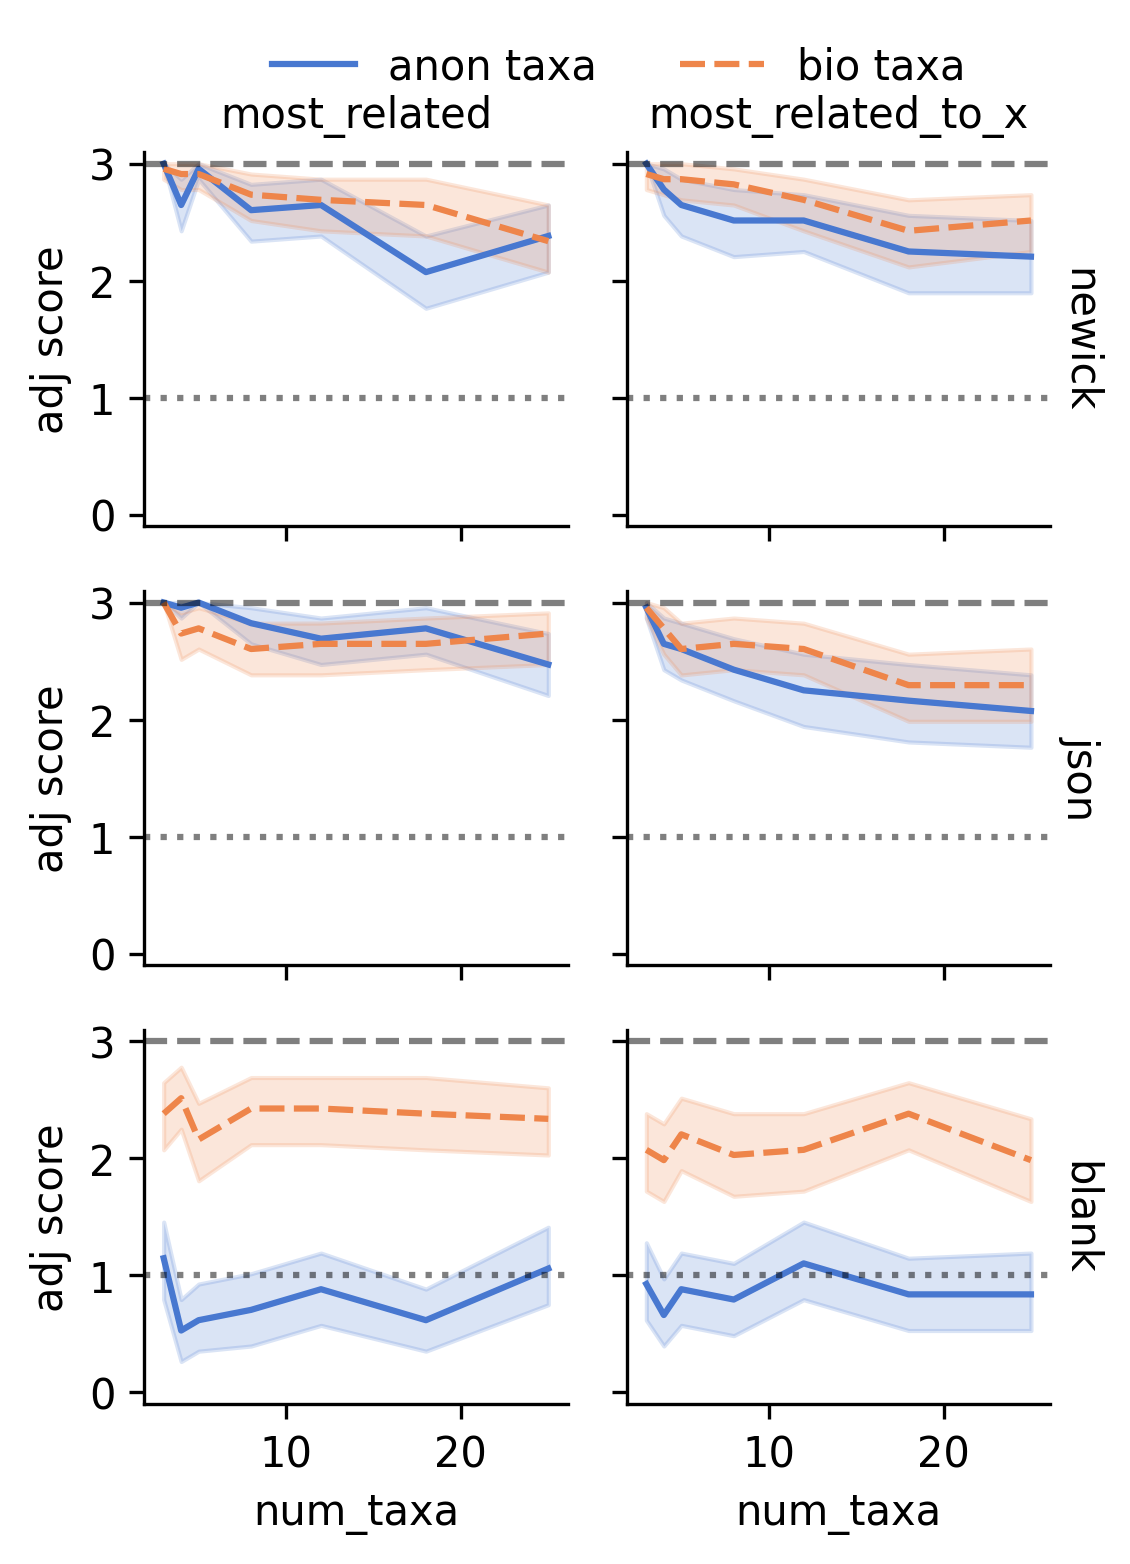 anon taxa bio taxa
most_related most_related_to_x
3
2
1
0
adj score
newick
3
2
1
0
adj score
json
3
2
1
0
adj score
blank
10 20 10 20
num_taxa num_taxa